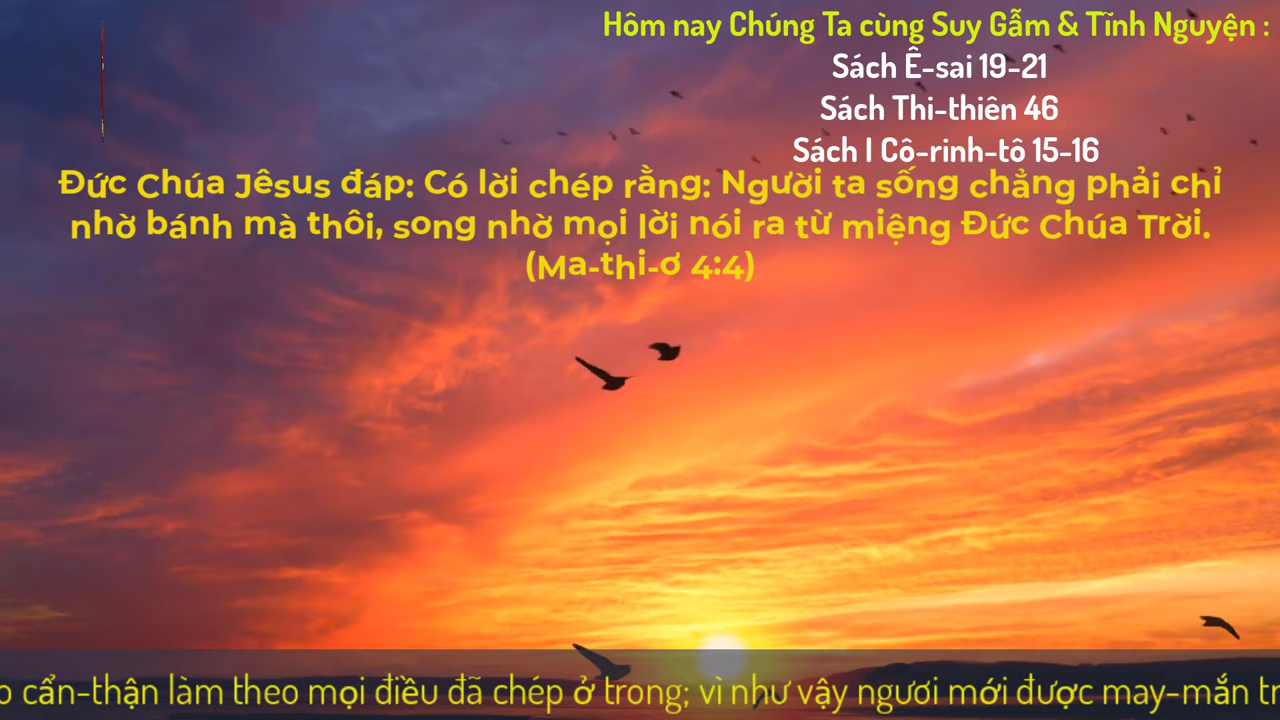 Hôm nay Chúng Ta cùng Suy Gẫm & Tĩnh Nguyện :
Sách Ê-sai 19-21
Sách Thi-thiên 46
Sách I Cô-rinh-tô 15-16
Đức Chúa Jêsus đáp: Có lời chép rằng: Người ta sống chẳng phải chỉ
nhờ bánh mà thôi, song nhờ mọi lời nói ra từ miệng Đức Chúa Trời.
(Ma-thi-ơ 4:4)
cẩn-thận làm theo mọi điều đã chép ở trong; vì như vậy ngươi mới được may-mắn